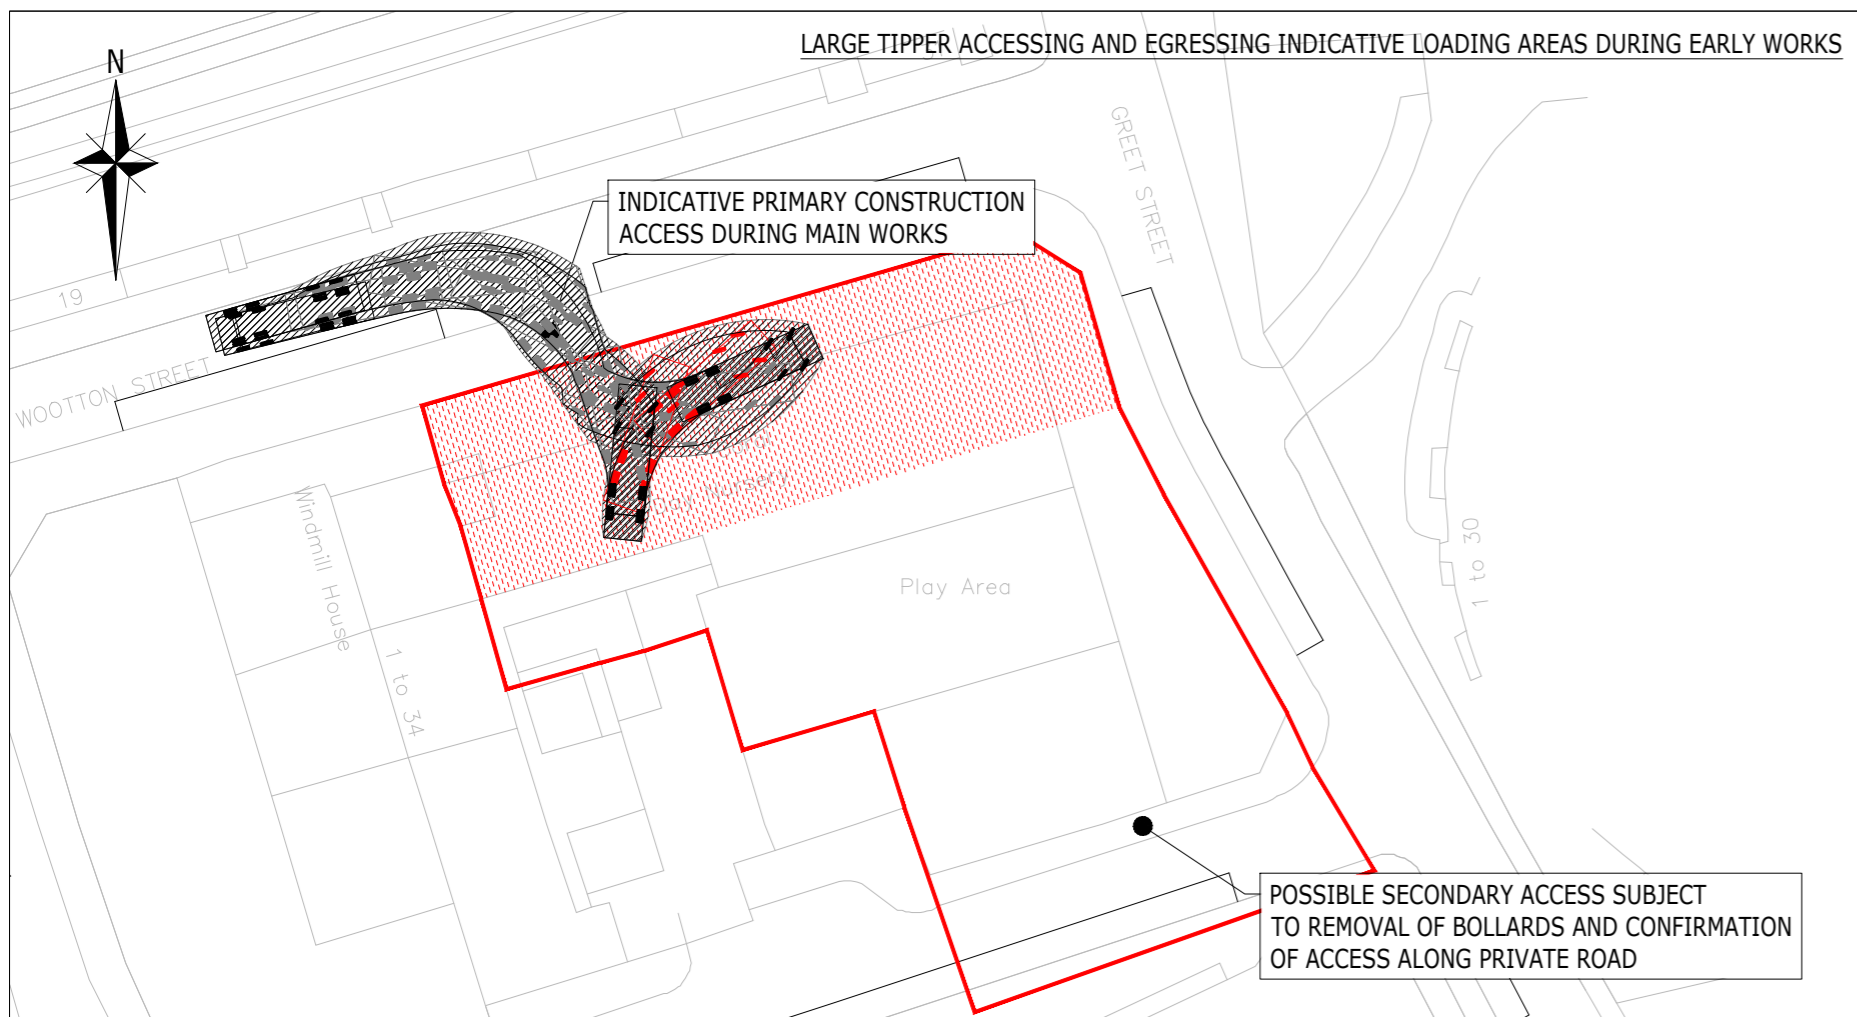 LARGE TIPPER ACCESSING AND EGRESSING INDICATIVE LOADING AREAS DURING EARLY WORKS
N
GREET STREET
INDICATIVE PRIMARY CONSTRUCTION
ACCESS DURING MAIN WORKS
19
WOOTTON STREET
Windmill House
1 to 34
Nursery
Play Area
1 to 30
POSSIBLE SECONDARY ACCESS SUBJECT
TO REMOVAL OF BOLLARDS AND CONFIRMATION
OF ACCESS ALONG PRIVATE ROAD